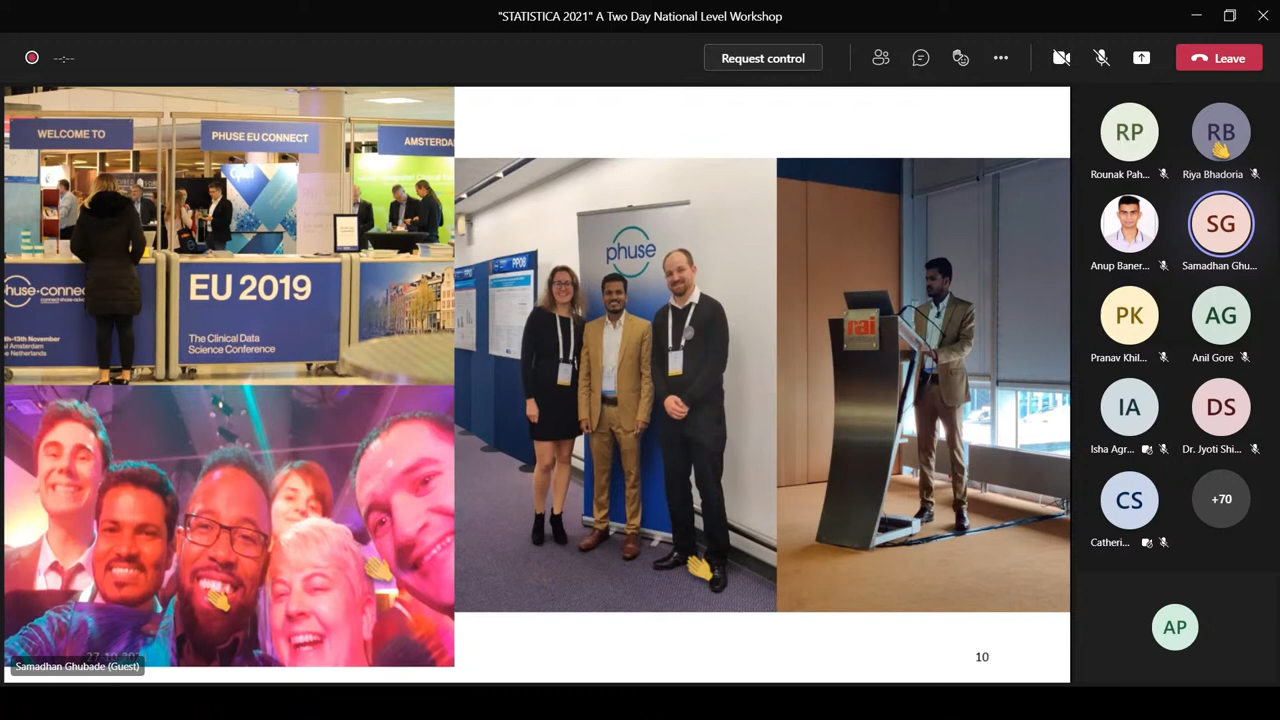 "STATISTICA 2021" A Two Day National Level Workshop
--:--
Request control
Leave
WELCOME TO
PHUSE EU CONNECT
AMSTERDA
EU 2019
The Clinical Data
Science Conference
phuse
PP08
rai
10
Samadhan Ghubade (Guest)
RP
RB
Rounak Pah...
Riya Bhadoria
SG
Anup Baner...
Samadhan Ghu...
PK
AG
Pranav Khil...
Anil Gore
IA
DS
Isha Agr...
Dr. Jyoti Shi...
CS
+70
Catheri...
AP